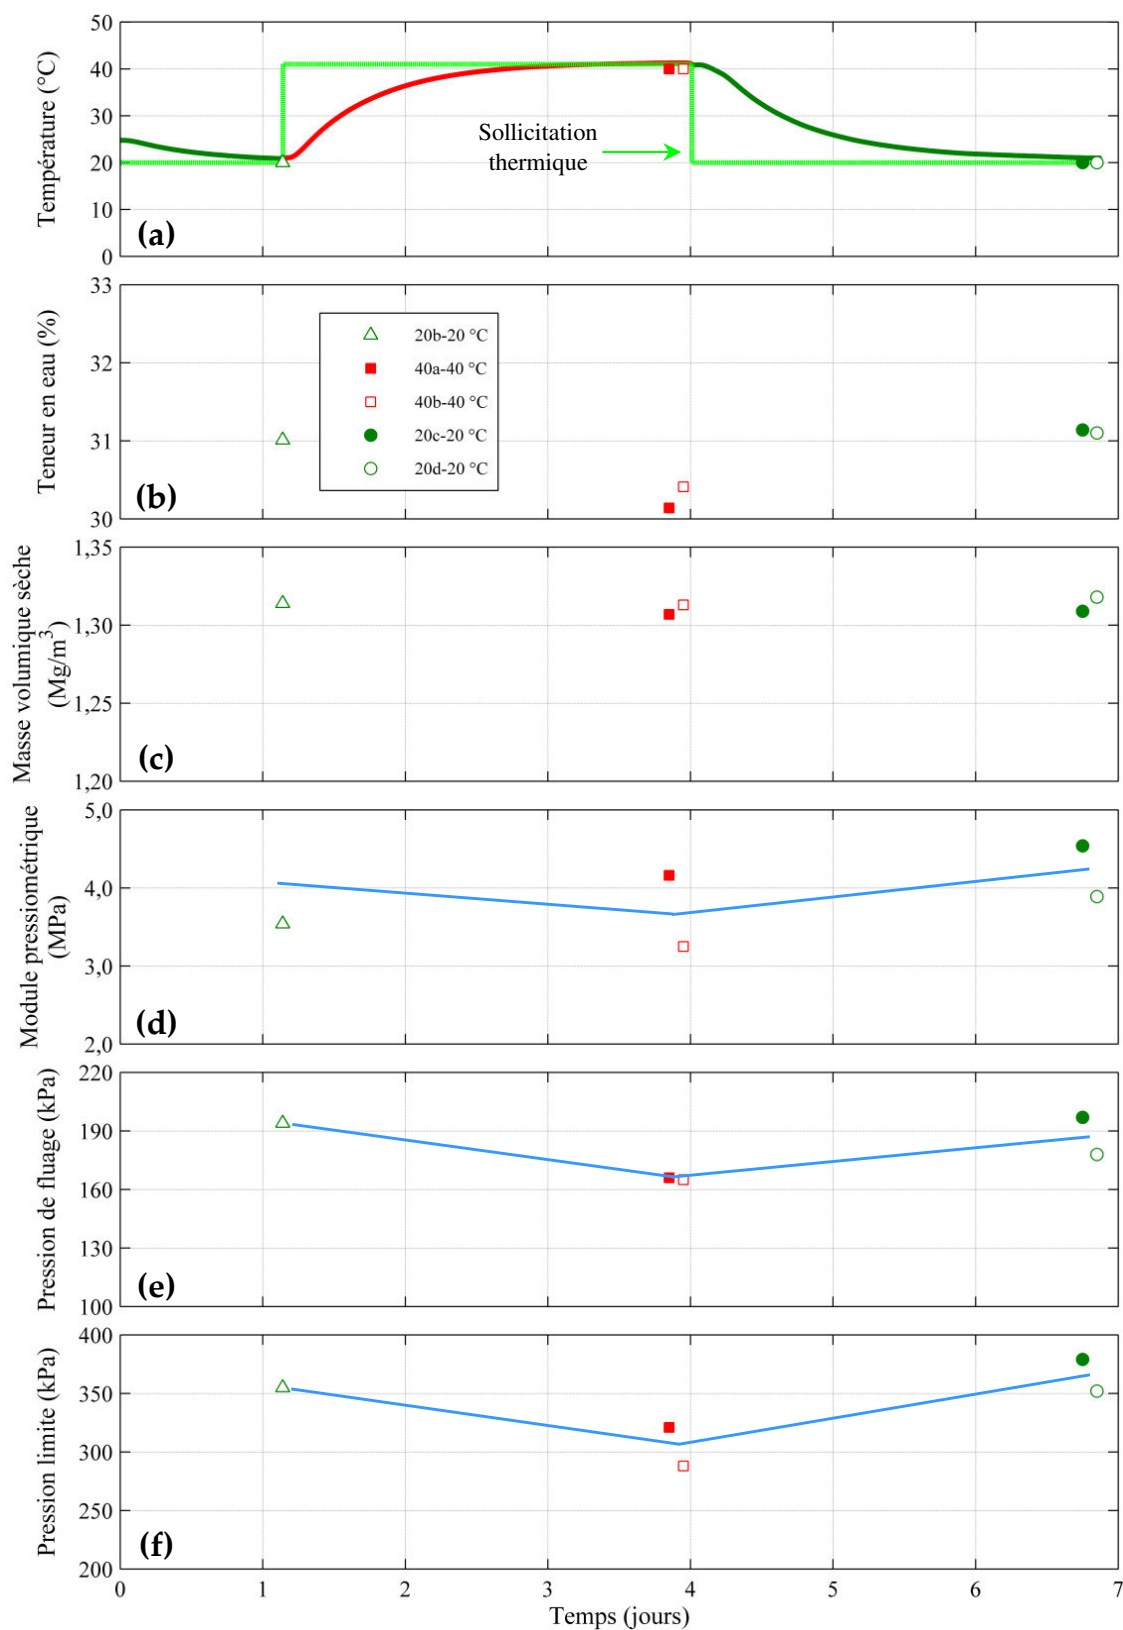 50
40
30
20
10
0
Température (°C)
Sollicitation
thermique
(a)
33
32
31
30
Teneur en eau (%)
20b-20 °C
40a-40 °C
40b-40 °C
20c-20 °C
20d-20 °C
(b)
1,35
1,30
1,25
1,20
Masse volumique sèche
(Mg/m³)
(c)
5,0
4,0
3,0
2,0
Module pressiométrique
(MPa)
(d)
220
190
160
130
100
Pression de fluage (kPa)
(e)
400
350
300
250
200
Pression limite (kPa)
(f)
0 1 2 3 4 5 6 7
Temps (jours)